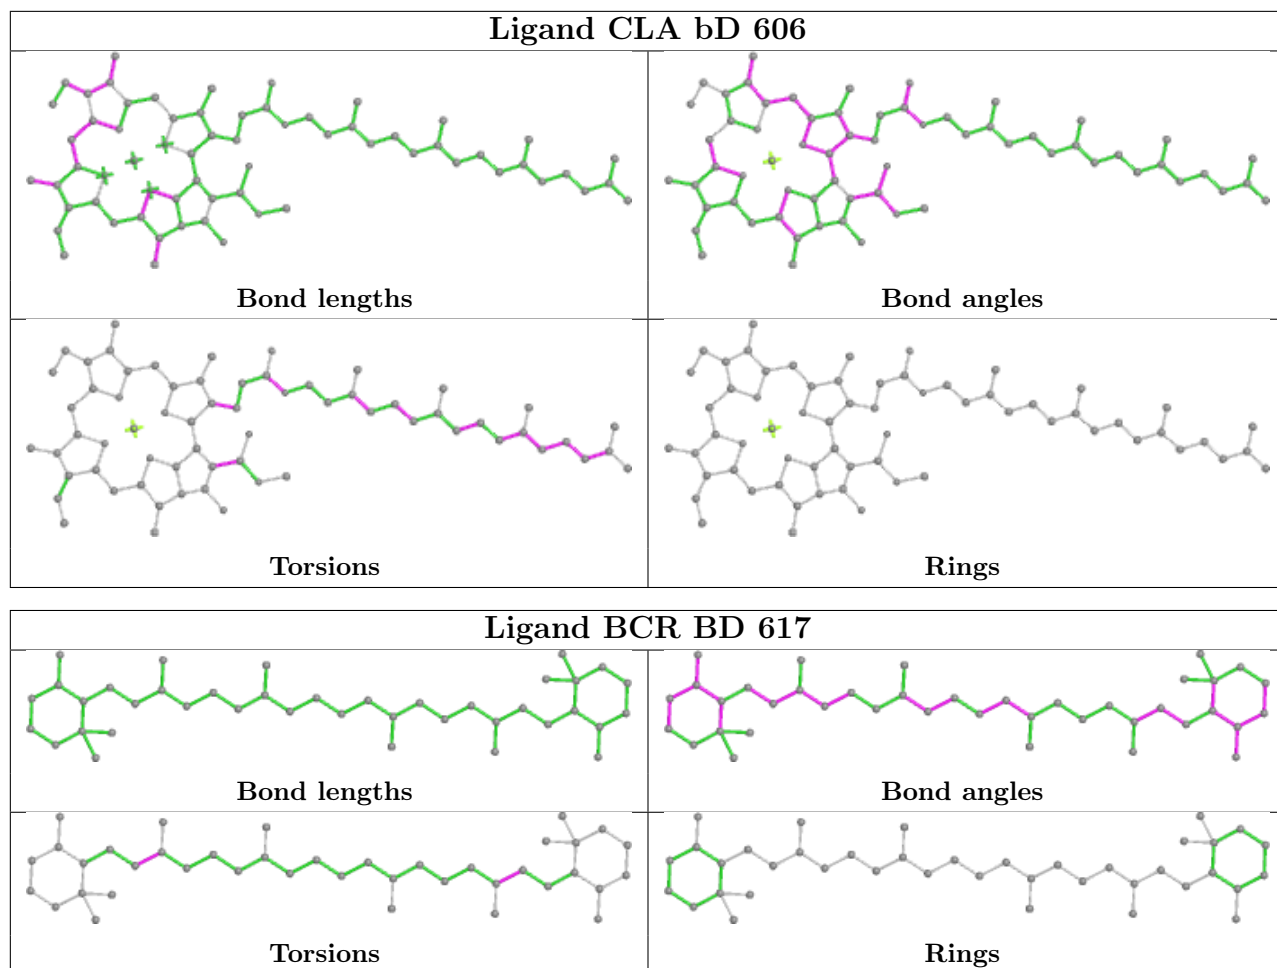 Ligand CLA bD 606
Bond lengths
Bond angles
Torsions
Rings
Ligand BCR BD 617
Bond lengths
Bond angles
Torsions
Rings